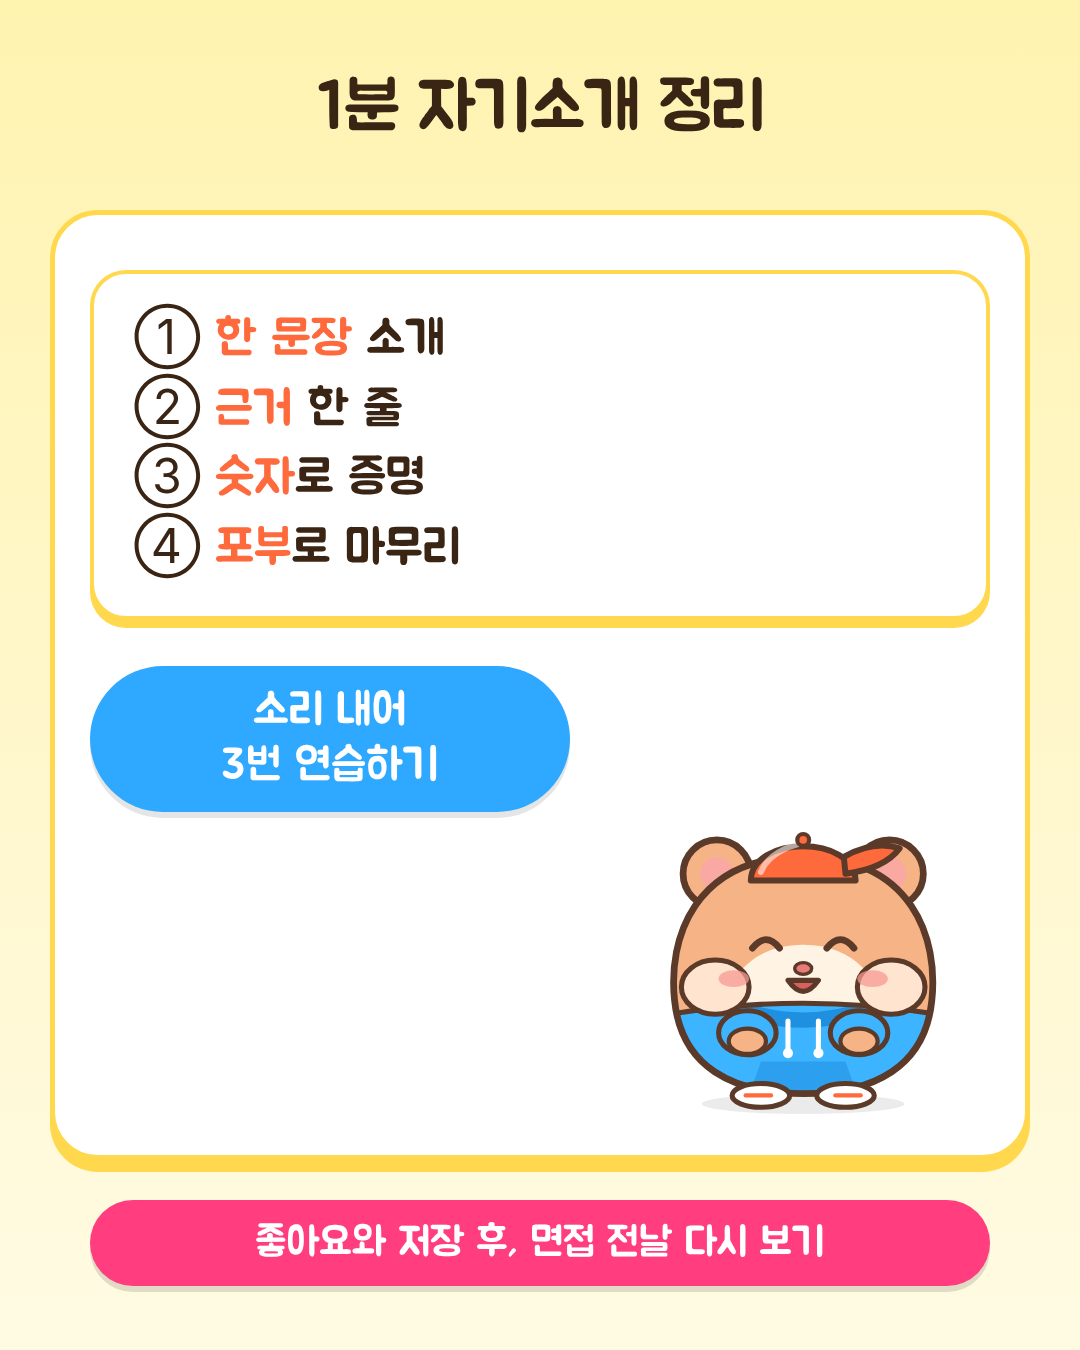 1분 자기소개 정리
① 한 문장 소개
② 근거 한 줄
③ 숫자로 증명
④ 포부로 마무리
소리 내어
3번 연습하기
좋아요와 저장 후, 면접 전날 다시 보기